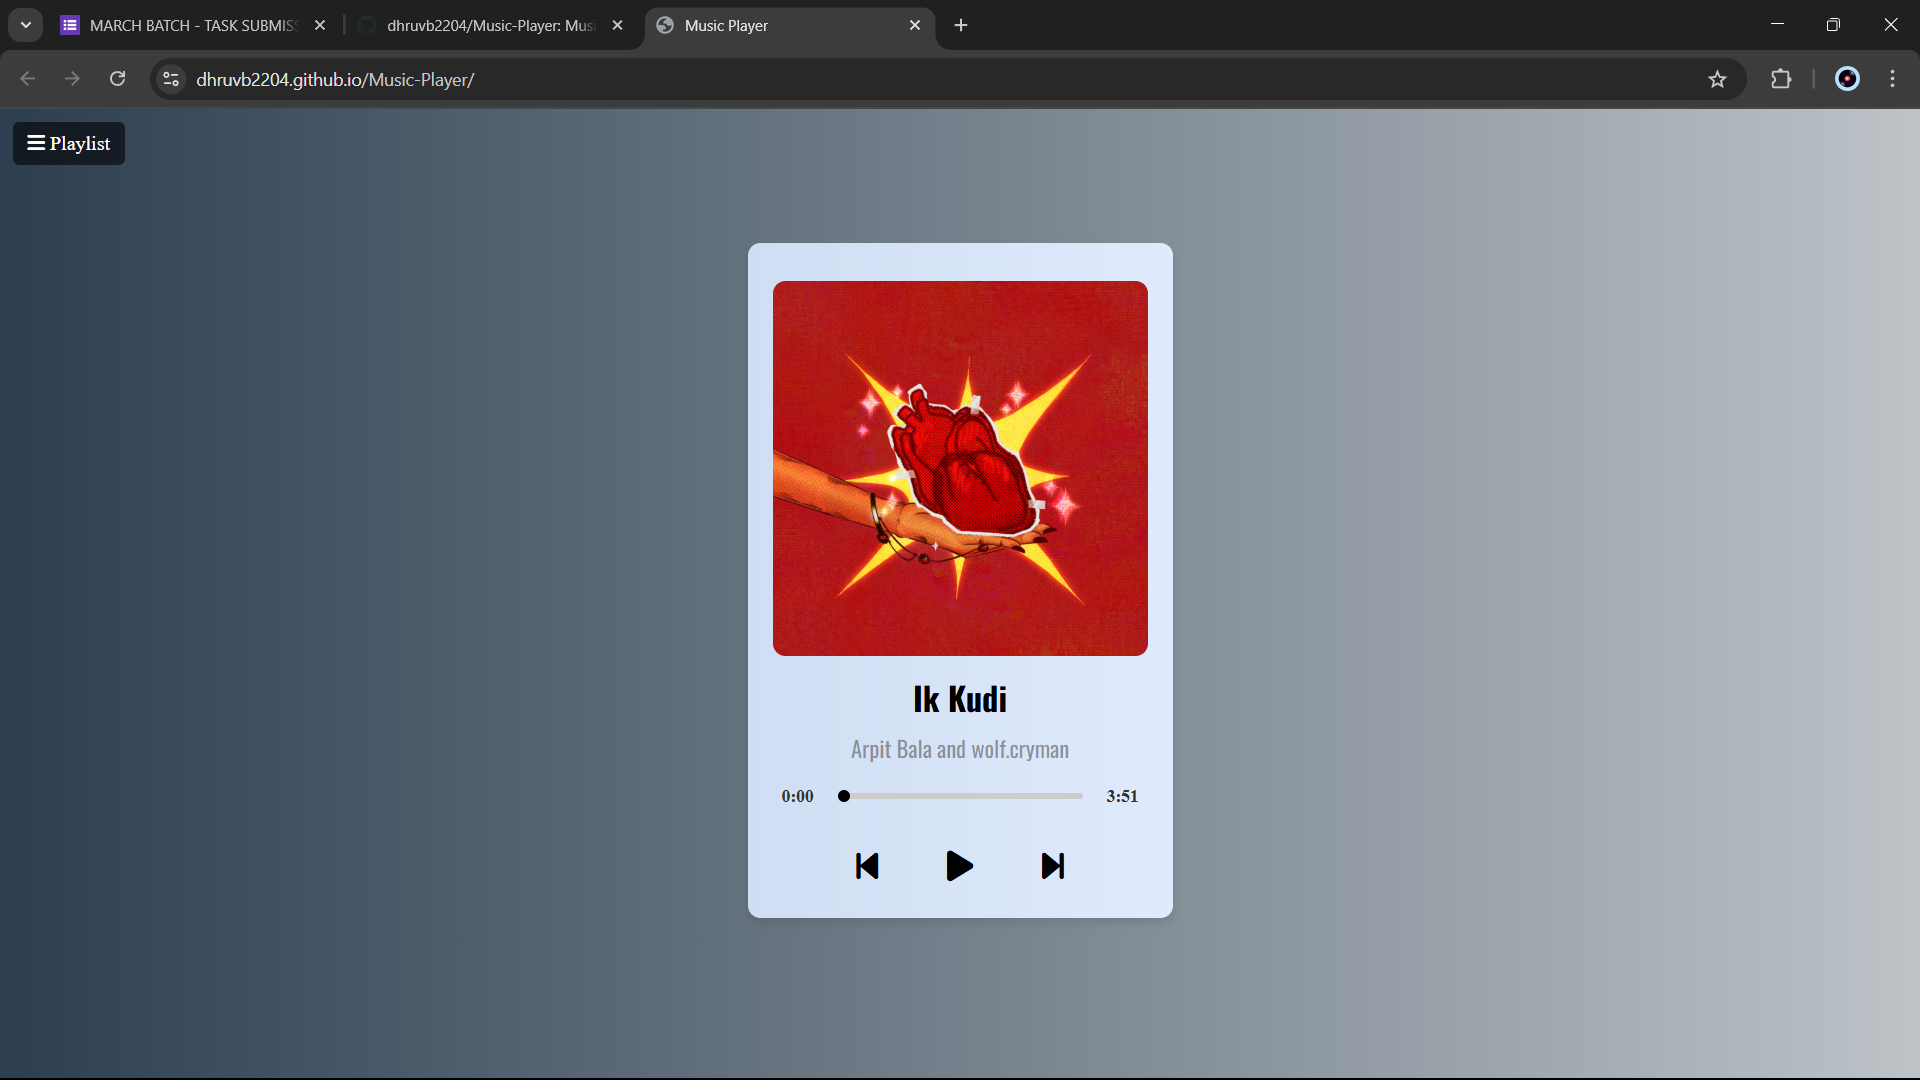 MARCH BATCH - TASK SUBMISS
dhruvb2204/Music-Player: Mus
Music Player
dhruvb2204.github.io/Music-Player/
Playlist
Ik Kudi
Arpit Bala and wolf.cryman
0:00
3:51